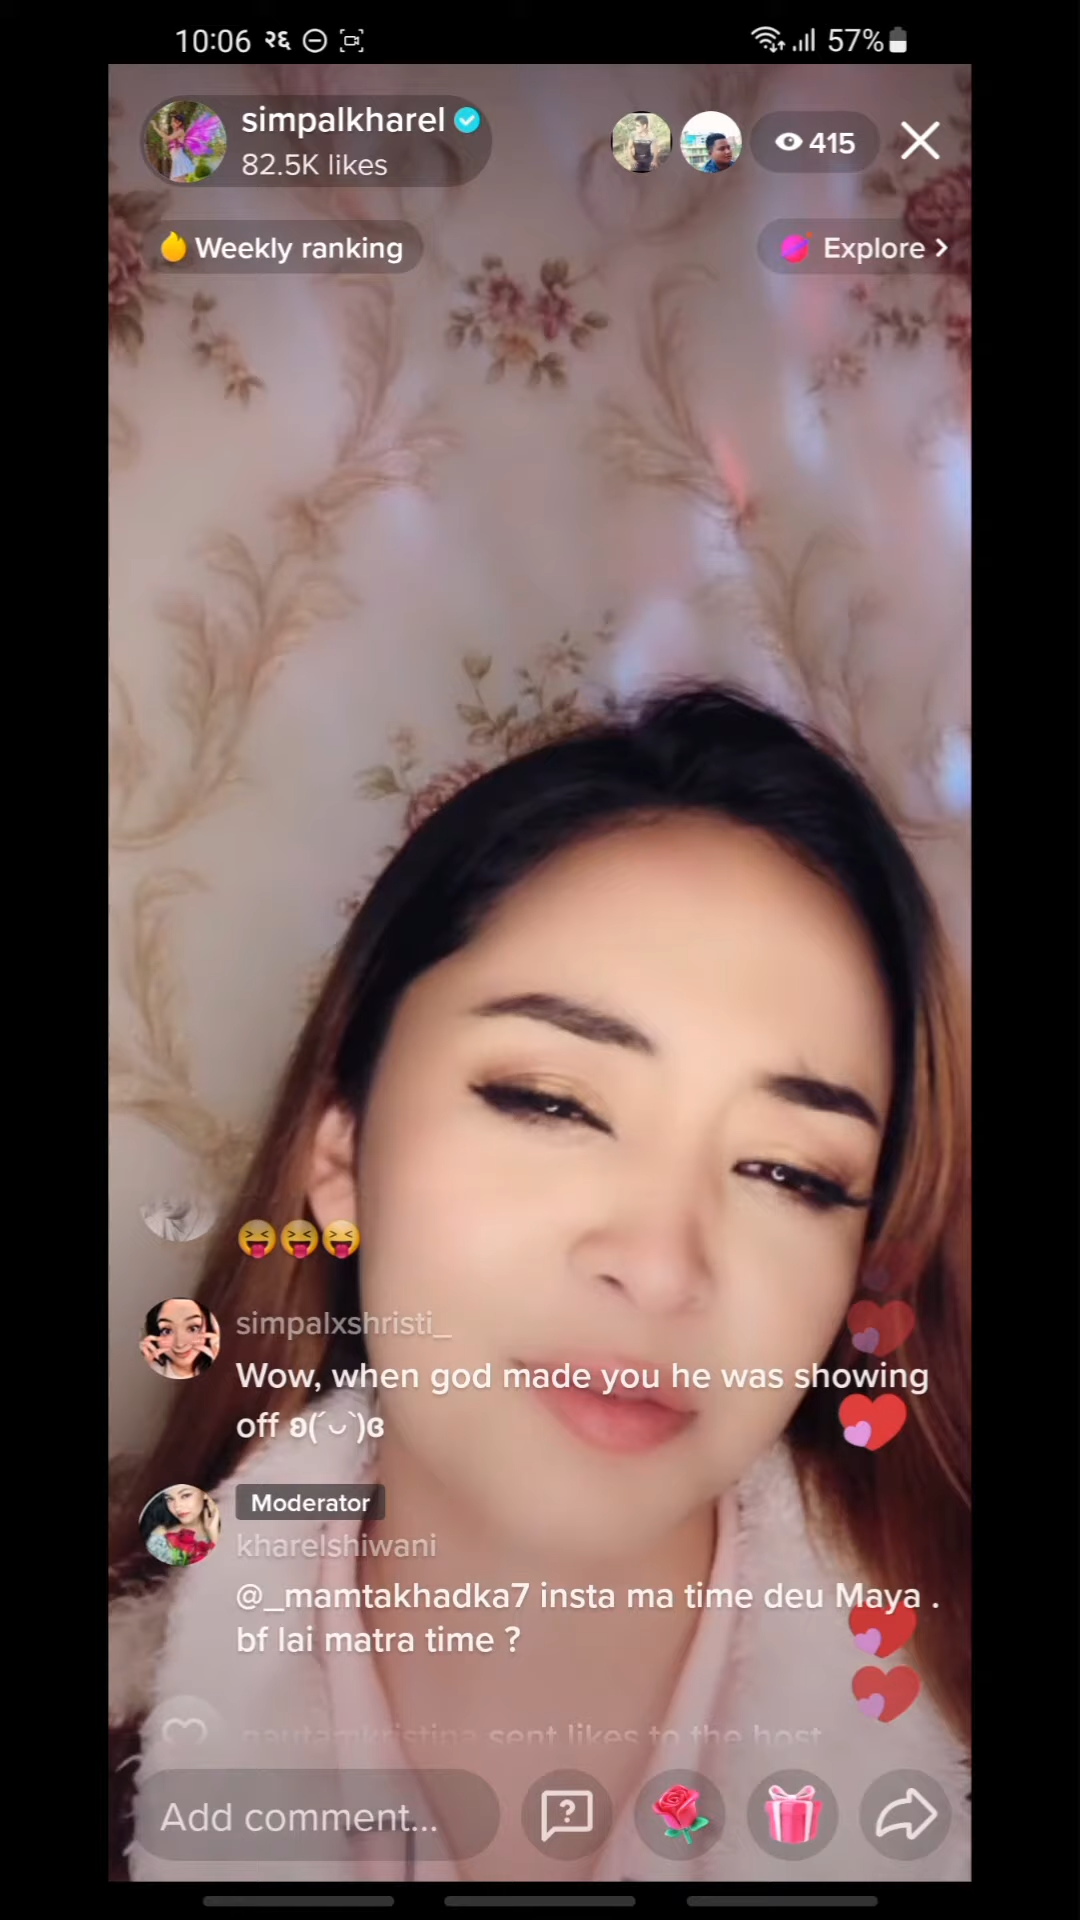 10:06 २६ 57%
simpalkharel
82.5K likes
415
Weekly ranking
Explore >
😝😝😝
simpalxshristi_
Wow, when god made you he was showing
off ʚ(´◡`)ɞ
Moderator
kharelshiwani
@_mamtakhadka7 insta ma time deu Maya .
bf lai matra time ?
gautamkristina sent likes to the host
Add comment...